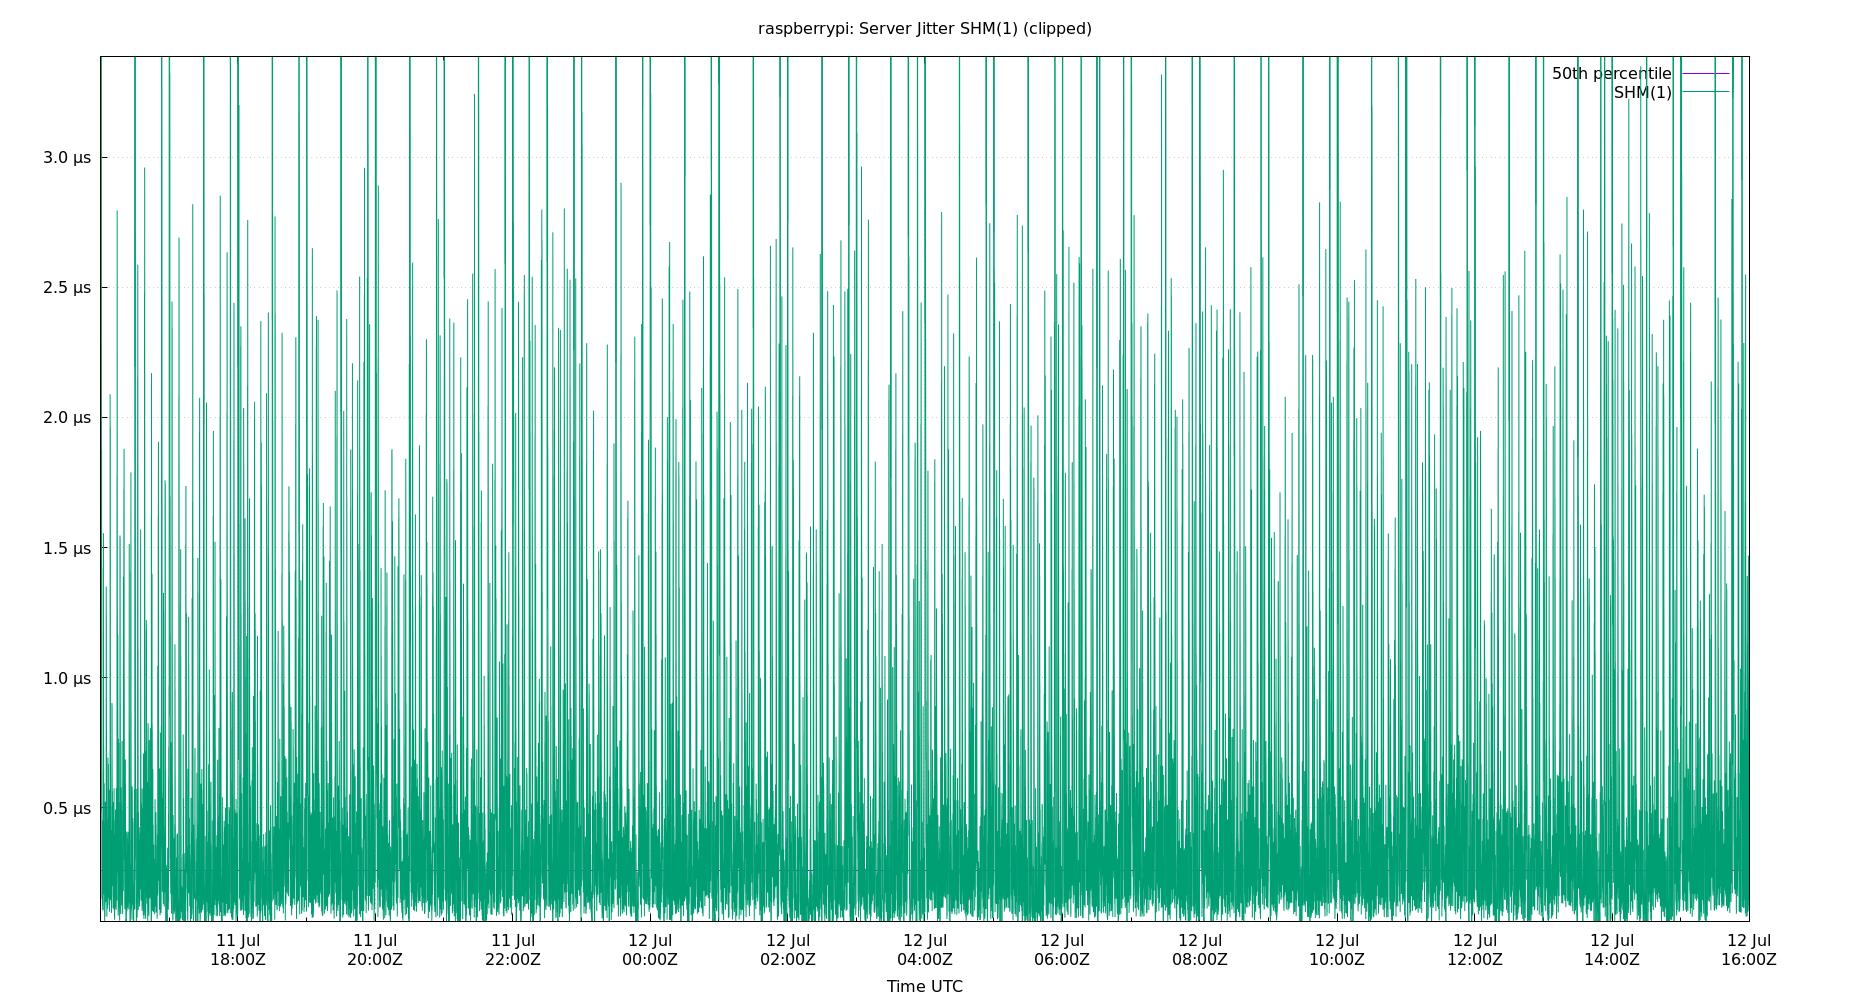 raspberrypi: Server Jitter SHM(1) (clipped)
50th percentile
SHM(1)
3.0 µs
2.5 µs
2.0 µs
1.5 µs
1.0 µs
0.5 µs
11 Jul 11 Jul 11 Jul 12 Jul 12 Jul 12 Jul 12 Jul 12 Jul 12 Jul 12 Jul 12 Jul 12 Jul
18:00Z 20:00Z 22:00Z 00:00Z 02:00Z 04:00Z 06:00Z 08:00Z 10:00Z 12:00Z 14:00Z 16:00Z
Time UTC